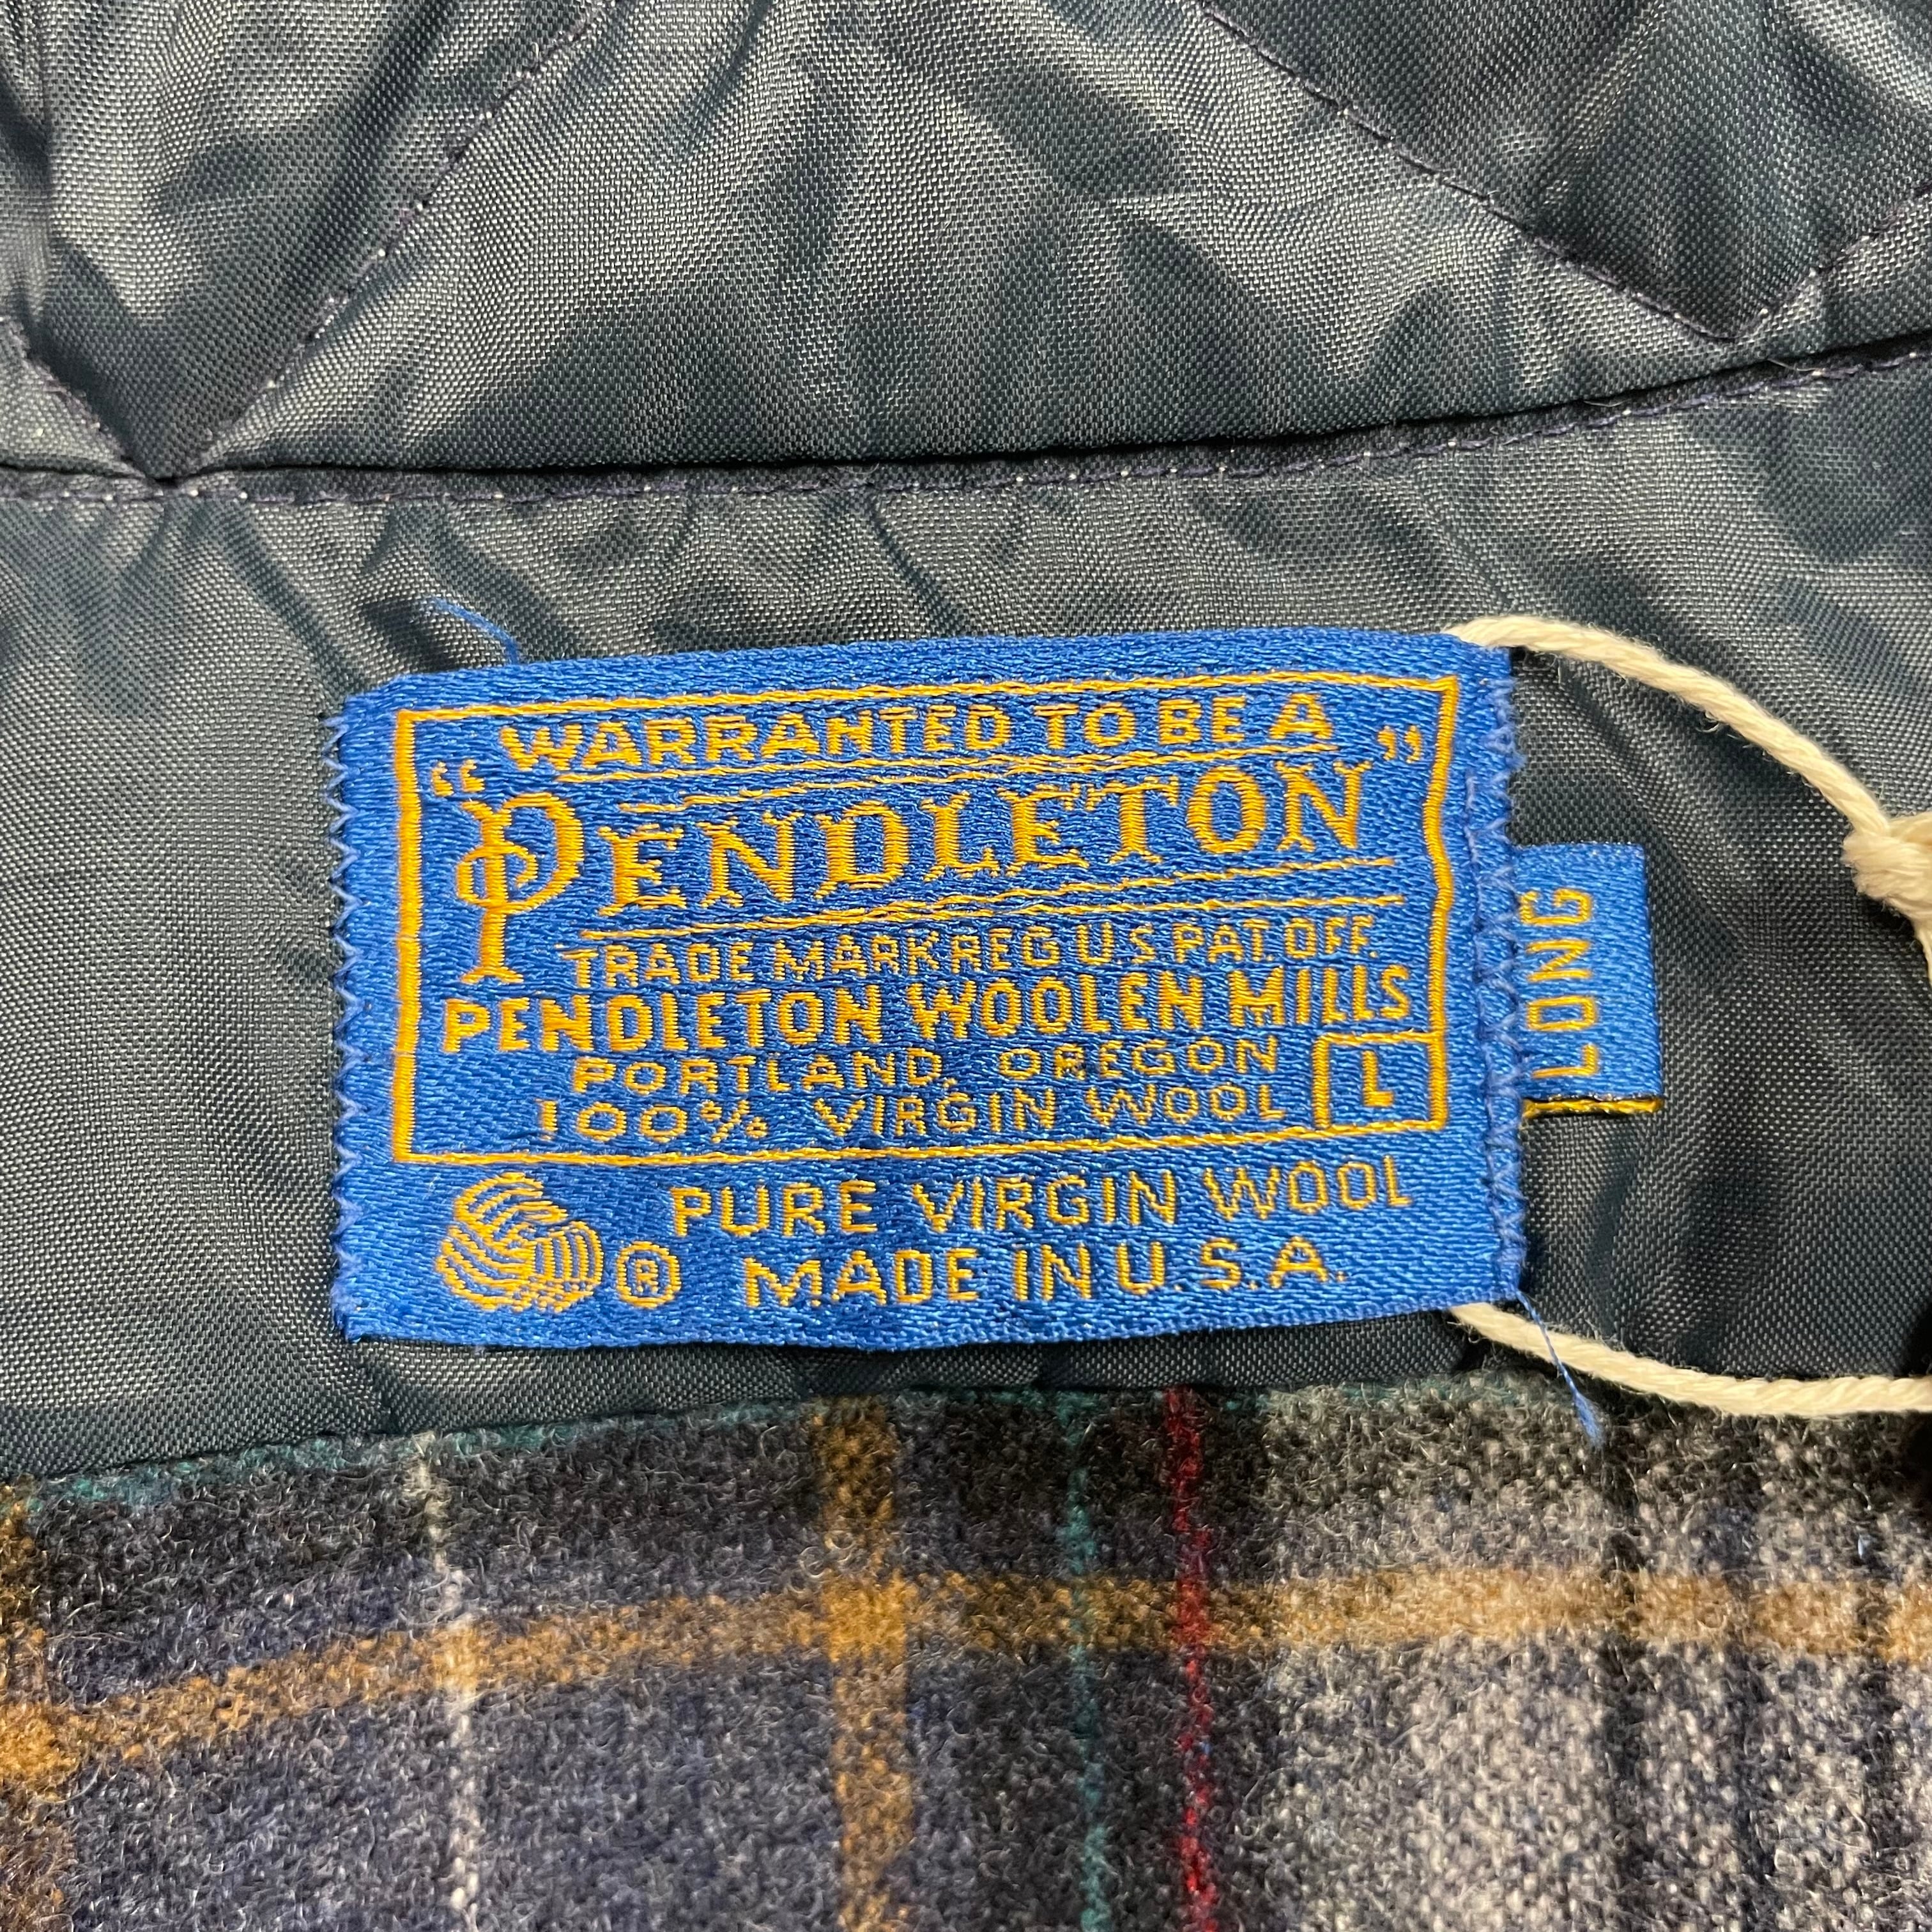 WARRANTED TO BE A
"PENDLETON"
TRADE MARK REG U.S. PAT. OFF.
PENDLETON WOOLEN MILLS
PORTLAND, OREGON
100% VIRGIN WOOL
L
PURE VIRGIN WOOL
® MADE IN U.S.A.
LONG